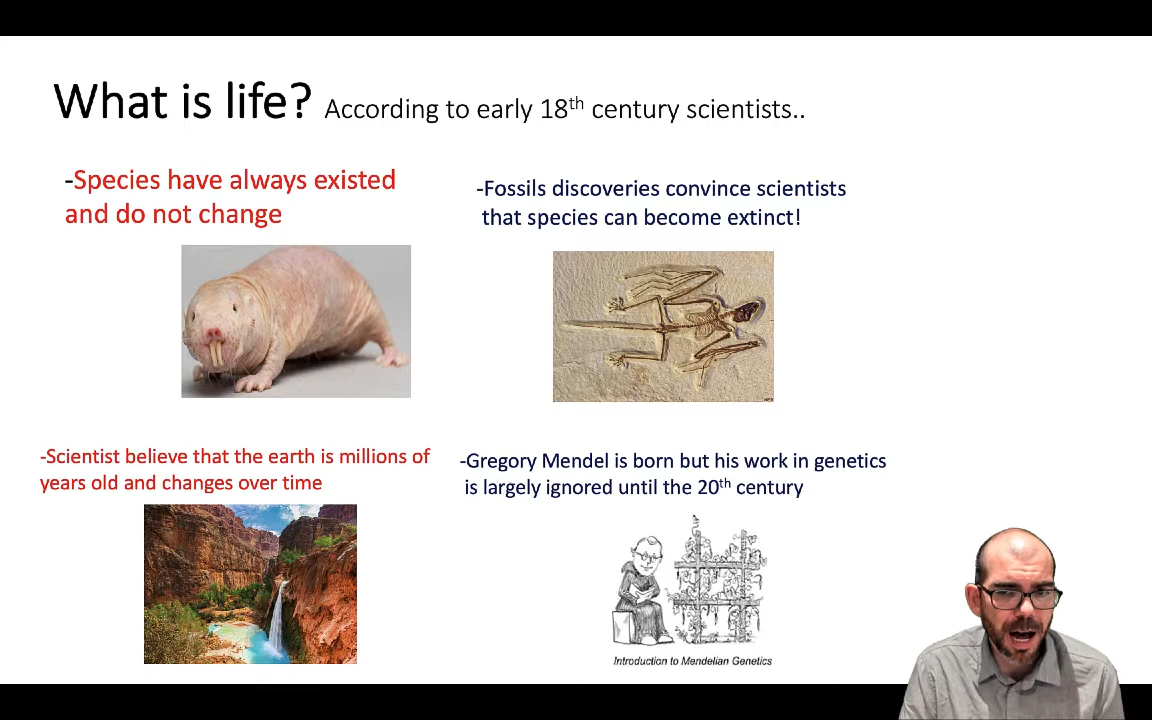 What is life? According to early 18th century scientists..
-Species have always existed
and do not change
-Fossils discoveries convince scientists
that species can become extinct!
-Scientist believe that the earth is millions of
years old and changes over time
-Gregory Mendel is born but his work in genetics
is largely ignored until the 20th century
Introduction to Mendelian Genetics